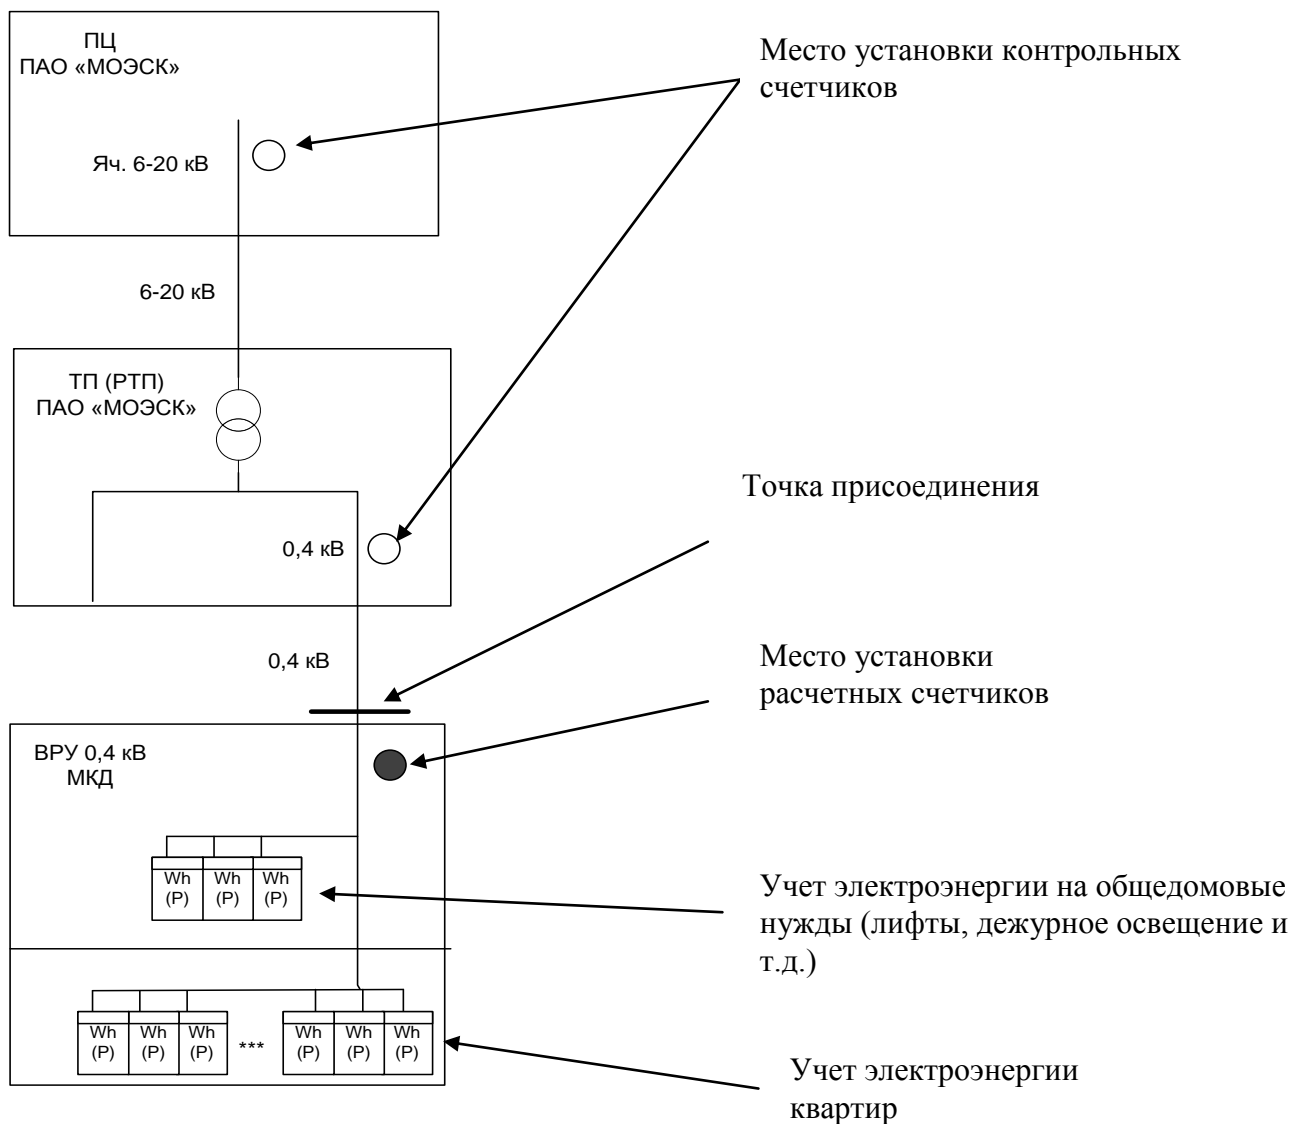 ПЦ
ПАО «МОЭСК»
Место установки контрольных
счетчиков
Яч. 6-20 кВ
6-20 кВ
ТП (РТП)
ПАО «МОЭСК»
Точка присоединения
0,4 кВ
0,4 кВ
Место установки
расчетных счетчиков
ВРУ 0,4 кВ
МКД
Wh Wh Wh
(P) (P) (P)
Учет электроэнергии на общедомовые
нужды (лифты, дежурное освещение и
т.д.)
Wh Wh Wh *** Wh Wh Wh
(P) (P) (P) (P) (P) (P)
Учет электроэнергии
квартир